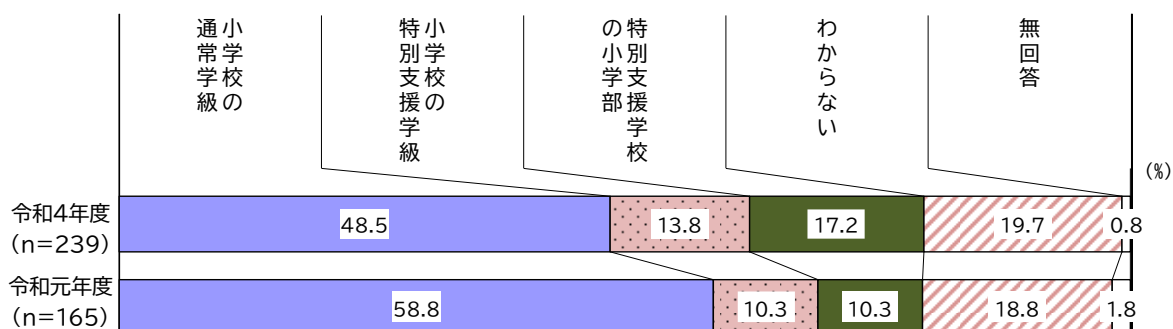 小学校の
通常学級
小学校の
特別支援学級
特別支援学校
の小学部
わからない
無回答
(%)
令和4年度
(n=239)
48.5
13.8
17.2
19.7
0.8
令和元年度
(n=165)
58.8
10.3
10.3
18.8
1.8